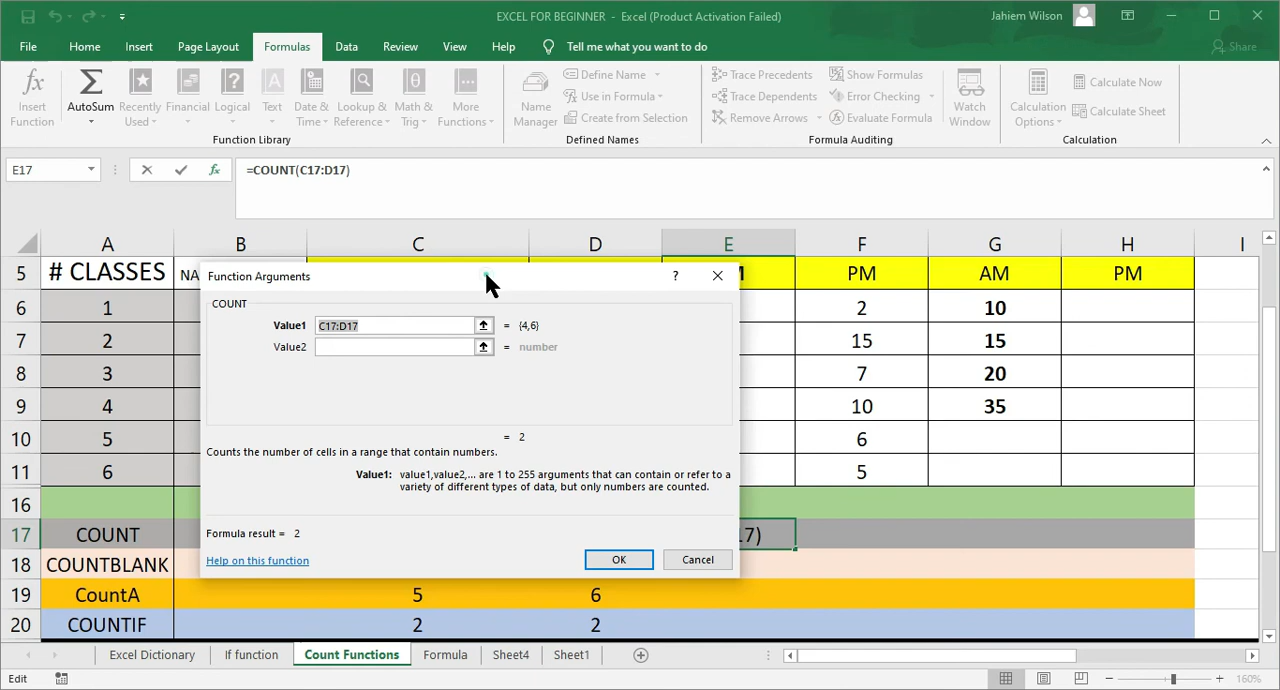 EXCEL FOR BEGINNER - Excel (Product Activation Failed)
Jahiem Wilson
File Home Insert Page Layout Formulas Data Review View Help Tell me what you want to do Share
fx Insert Function
Σ AutoSum
Recently Used
Financial
Logical
Text
Date & Time
Lookup & Reference
Math & Trig
More Functions
Function Library
Name Manager
Define Name
Use in Formula
Create from Selection
Defined Names
Trace Precedents
Trace Dependents
Remove Arrows
Show Formulas
Error Checking
Evaluate Formula
Formula Auditing
Watch Window
Calculation Options
Calculate Now
Calculate Sheet
Calculation
E17 fx =COUNT(C17:D17)
A B C D E F G H I
5 # CLASSES NA M PM AM PM
6 1 2 10
7 2 15 15
8 3 7 20
9 4 10 35
10 5 6
11 6 5
16
17 COUNT 17)
18 COUNTBLANK
19 CountA 5 6
20 COUNTIF 2 2
Function Arguments ?
COUNT
Value1 C17:D17 = {4,6}
Value2 = number
= 2
Counts the number of cells in a range that contain numbers.
Value1: value1,value2,... are 1 to 255 arguments that can contain or refer to a
variety of different types of data, but only numbers are counted.
Formula result = 2
Help on this function
OK Cancel
Excel Dictionary If function Count Functions Formula Sheet4 Sheet1
Edit 160%